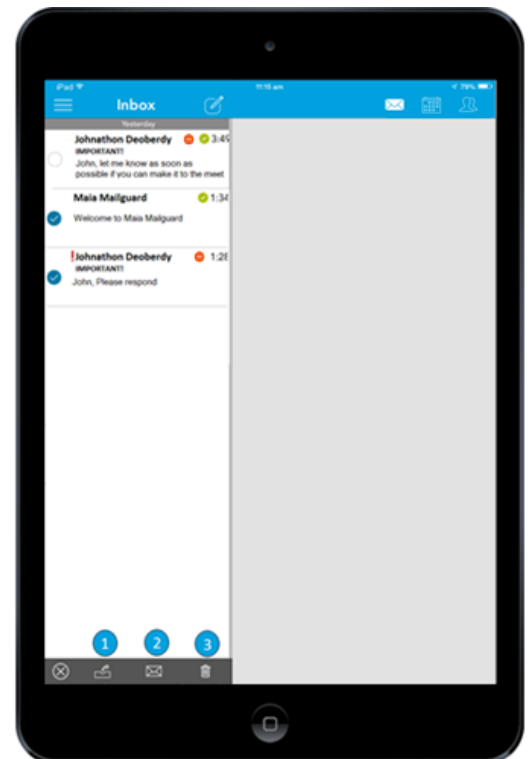 iPad 11:15 am 79%
Inbox
Yesterday
Johnathon Deoberdy 3:49
IMPORTANT!
John, let me know as soon as
possible if you can make it to the meet
Maia Mailguard 1:34
Welcome to Maia Mailguard
!Johnathon Deoberdy 1:28
IMPORTANT!
John, Please respond
1 2 3